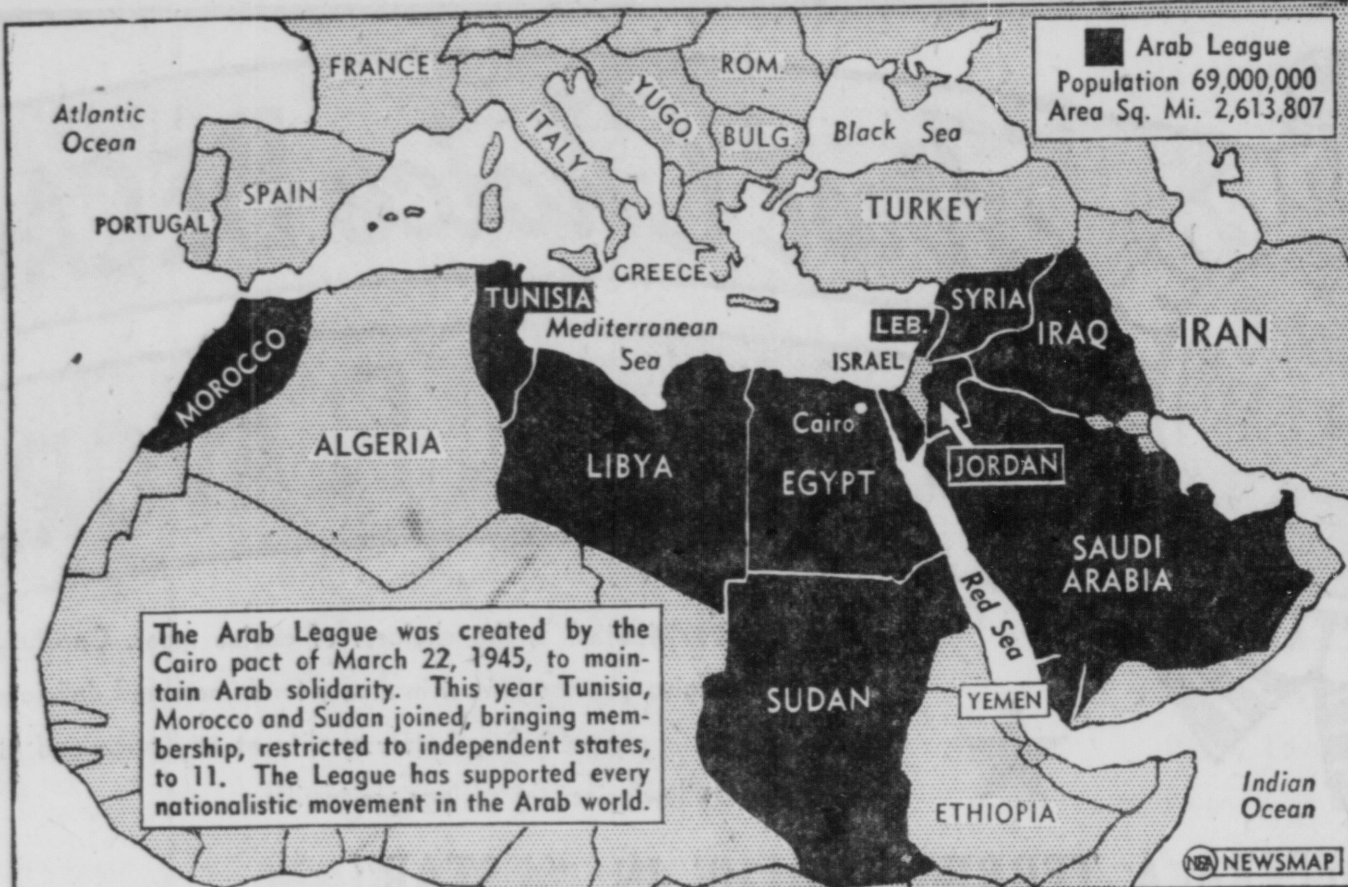 Arab League
Population 69,000,000
Area Sq. Mi. 2,613,807
FRANCE
ROM.
Atlantic
Ocean
YUGO.
ITALY
BULG.
Black Sea
SPAIN
PORTUGAL
TURKEY
GREECE
TUNISIA
SYRIA
Mediterranean
Sea
LEB.
IRAQ
IRAN
ISRAEL
MOROCCO
Cairo
ALGERIA
LIBYA
EGYPT
JORDAN
SAUDI
ARABIA
Red Sea
The Arab League was created by the
Cairo pact of March 22, 1945, to main-
tain Arab solidarity. This year Tunisia,
Morocco and Sudan joined, bringing mem-
bership, restricted to independent states,
to 11. The League has supported every
nationalistic movement in the Arab world.
SUDAN
YEMEN
ETHIOPIA
Indian
Ocean
NEA NEWSMAP